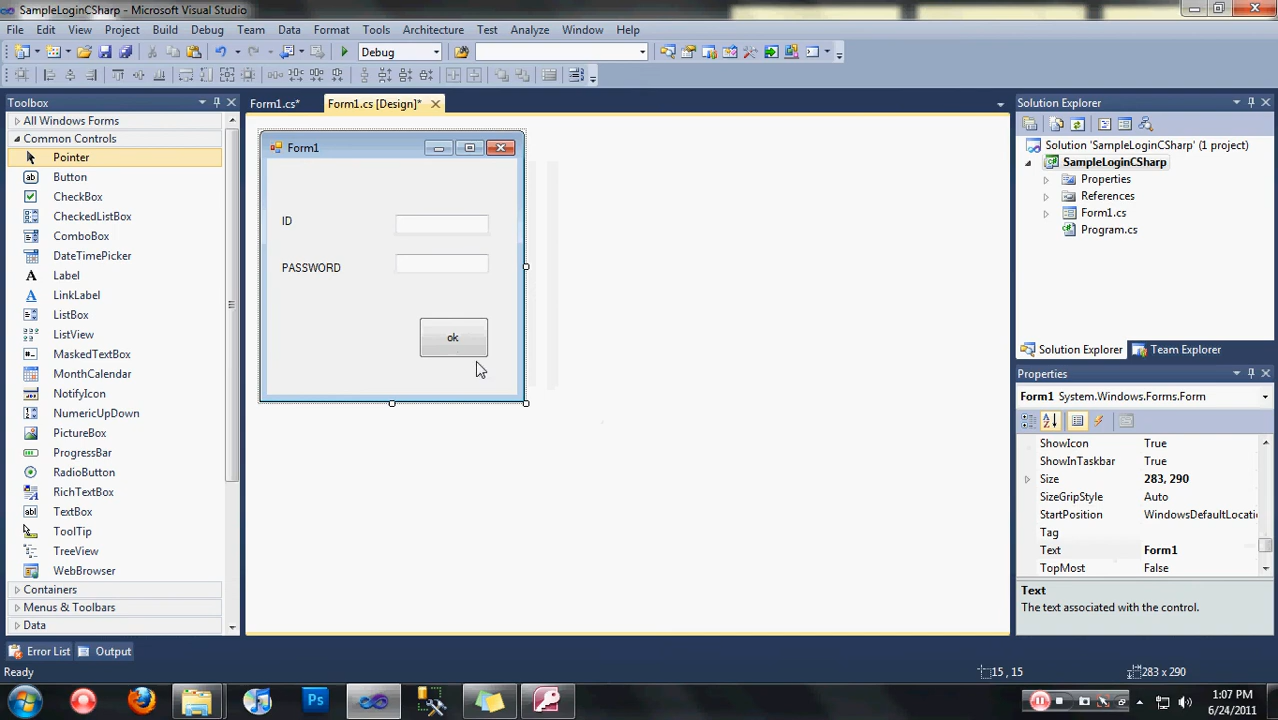 SampleLoginCSharp - Microsoft Visual Studio
File Edit View Project Build Debug Team Data Format Tools Architecture Test Analyze Window Help
Debug
Toolbox
All Windows Forms
Common Controls
Pointer
Button
CheckBox
CheckedListBox
ComboBox
DateTimePicker
A Label
A LinkLabel
ListBox
ListView
MaskedTextBox
MonthCalendar
NotifyIcon
NumericUpDown
PictureBox
ProgressBar
RadioButton
RichTextBox
abl TextBox
ToolTip
TreeView
WebBrowser
Containers
Menus & Toolbars
Data
Form1.cs* Form1.cs [Design]*
Form1
ID
PASSWORD
ok
Solution Explorer
Solution 'SampleLoginCSharp' (1 project)
SampleLoginCSharp
Properties
References
Form1.cs
Program.cs
Solution Explorer Team Explorer
Properties
Form1 System.Windows.Forms.Form
ShowIcon True
ShowInTaskbar True
Size 283, 290
SizeGripStyle Auto
StartPosition WindowsDefaultLocati
Tag
Text Form1
TopMost False
Text
The text associated with the control.
Error List Output
Ready 15 , 15 283 x 290
Ps
1:07 PM
6/24/2011